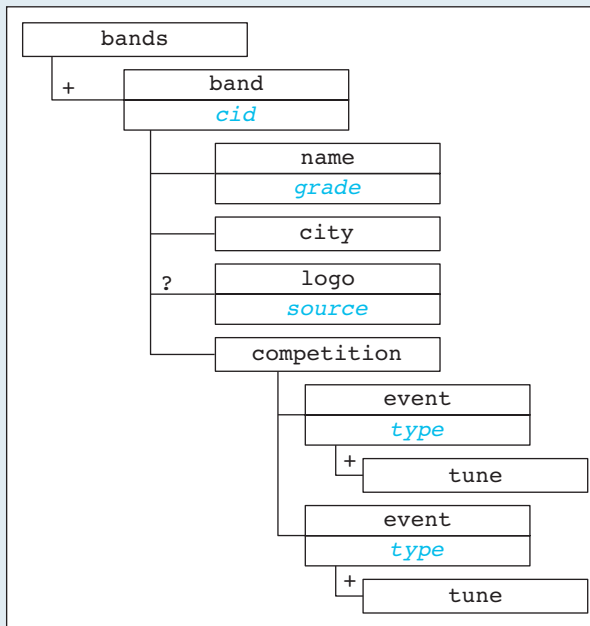 bands
+
band
cid
name
grade
city
?
logo
source
competition
event
type
+
tune
event
type
+
tune